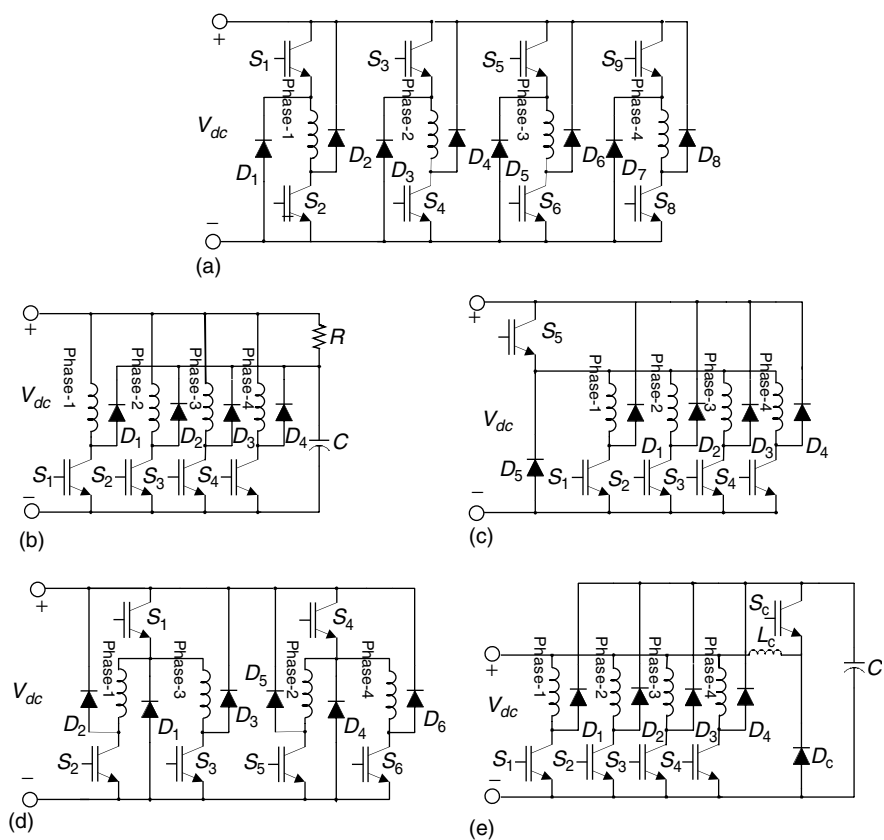 +
S1 S3 S5 S9
Phase-1 Phase-2 Phase-3 Phase-4
Vdc
D1 D2 D3 D4 D5 D6 D7 D8
S2 S4 S6 S8
−
(a)
+
R
Phase-1 Phase-2 Phase-3 Phase-4
Vdc
D1 D2 D3 D4 C
S1 S2 S3 S4
−
(b)
+
S5
Phase-1 Phase-2 Phase-3 Phase-4
Vdc
D5 D1 D2 D3 D4
S1 S2 S3 S4
−
(c)
+
S1 S4
Phase-1 Phase-3 Phase-2 Phase-4
Vdc
D2 D1 D3 D5 D4 D6
S2 S3 S5 S6
−
(d)
Sc
Lc
C
+
Phase-1 Phase-2 Phase-3 Phase-4
Vdc
D1 D2 D3 D4
S1 S2 S3 S4 Dc
−
(e)